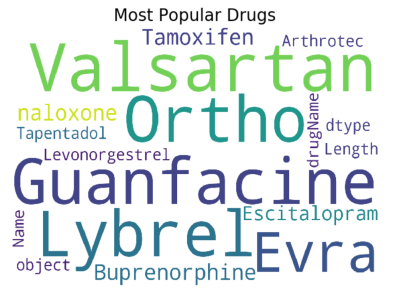 Most Popular Drugs
Tamoxifen
Arthrotec
Valsartan
naloxone
Ortho
drugName
dtype
Tapentadol
Length
Levonorgestrel
Guanfacine
Name
Lybrel
Escitalopram
Evra
object
Buprenorphine